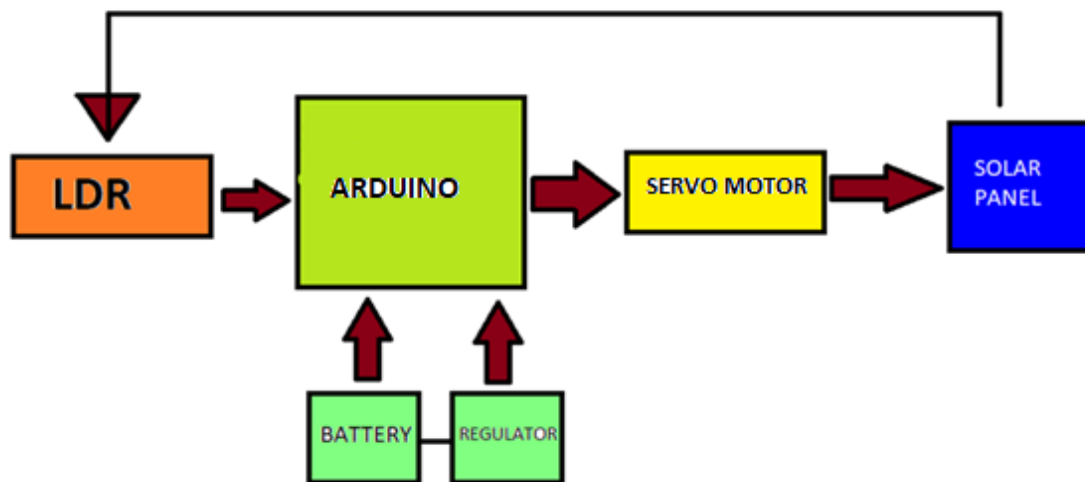 LDR
ARDUINO
SERVO MOTOR
SOLAR
PANEL
BATTERY
REGULATOR